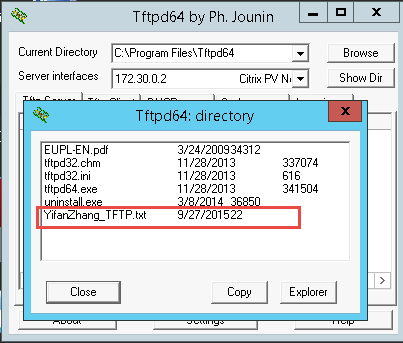 Tftpd64 by Ph. Jounin
Current Directory C:\Program Files\Tftpd64 Browse
Server interfaces 172.30.0.2 Citrix PV Ne Show Dir
Tftpd64: directory
EUPL-EN.pdf 3/24/200934312
tftpd32.chm 11/28/2013 337074
tftpd32.ini 11/28/2013 616
tftpd64.exe 11/28/2013 341504
uninstall.exe 3/8/2014 36850
YifanZhang_TFTP.txt 9/27/201522
Close Copy Explorer
About Settings Help